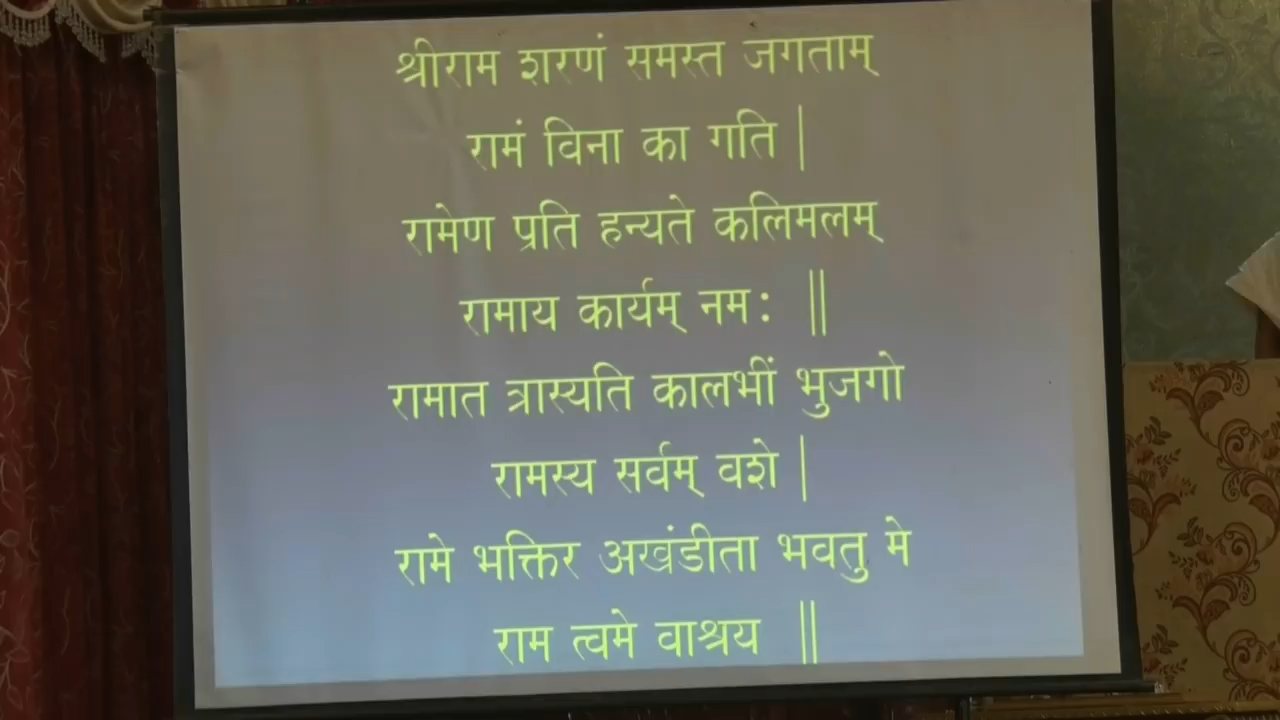 श्रीराम शरणं समस्त जगताम्
रामं विना का गति |
रामेण प्रति हन्यते कलिमलम्
रामाय कार्यम् नमः ||
रामात त्रास्यति कालभीं भुजगो
रामस्य सर्वम् वशे |
रामे भक्तिर अखंडीता भवतु मे
राम त्वमे वाश्रय ||